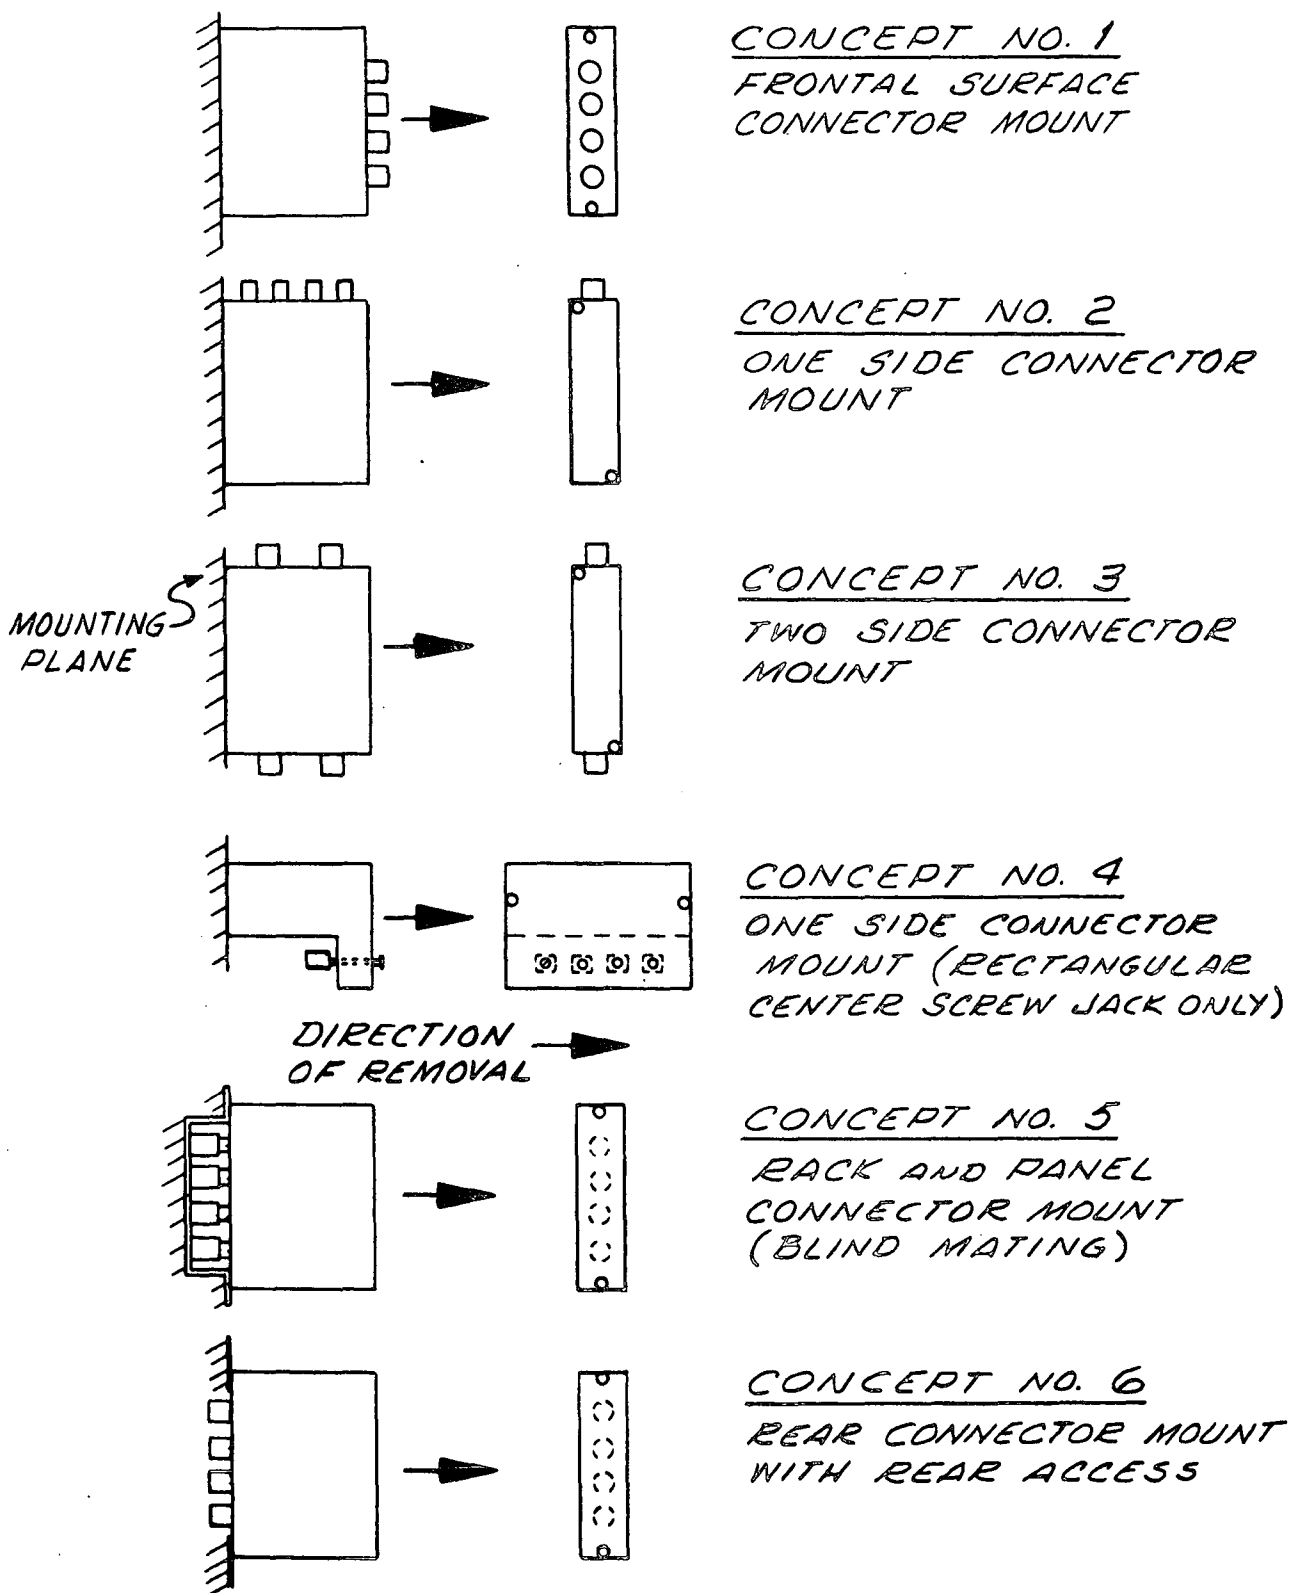 CONCEPT NO. 1
FRONTAL SURFACE
CONNECTOR MOUNT
CONCEPT NO. 2
ONE SIDE CONNECTOR
MOUNT
MOUNTING
PLANE
CONCEPT NO. 3
TWO SIDE CONNECTOR
MOUNT
CONCEPT NO. 4
ONE SIDE CONNECTOR
MOUNT (RECTANGULAR
CENTER SCREW JACK ONLY)
DIRECTION
OF REMOVAL
CONCEPT NO. 5
RACK AND PANEL
CONNECTOR MOUNT
(BLIND MATING)
CONCEPT NO. 6
REAR CONNECTOR MOUNT
WITH REAR ACCESS